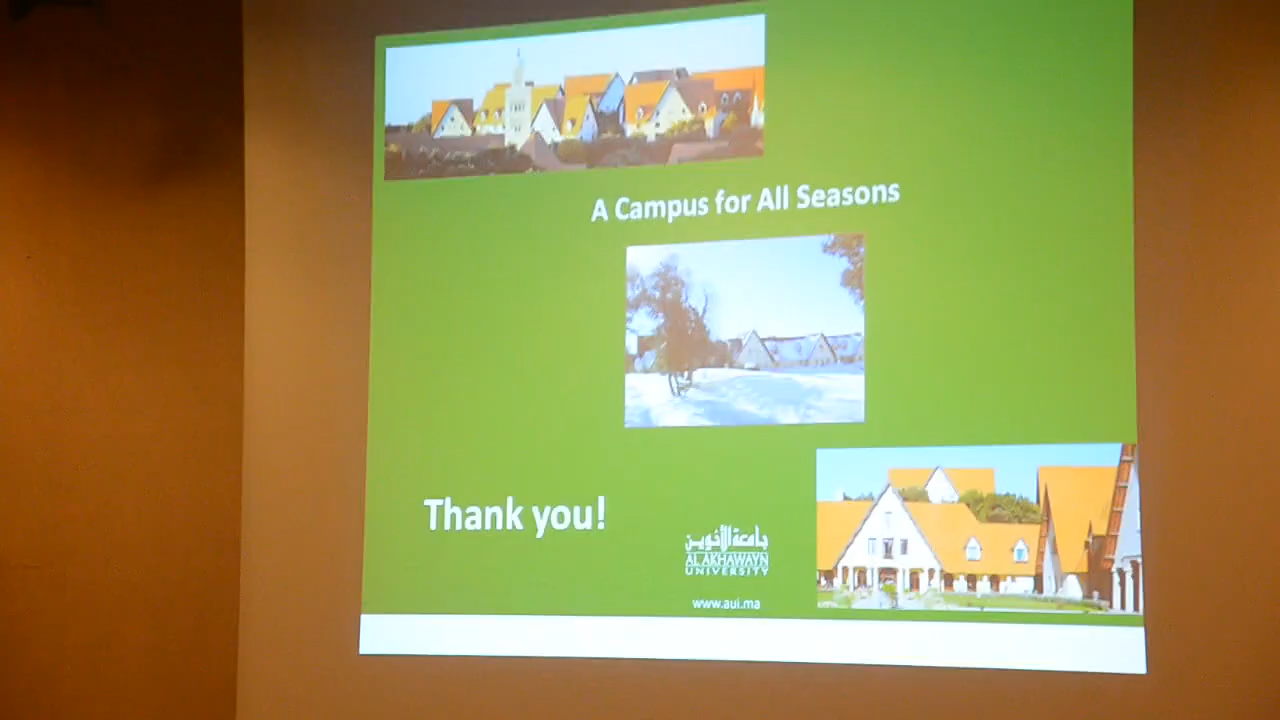 A Campus for All Seasons
Thank you!
جامعة الأخوين
AL AKHAWAYN
UNIVERSITY
www.aui.ma